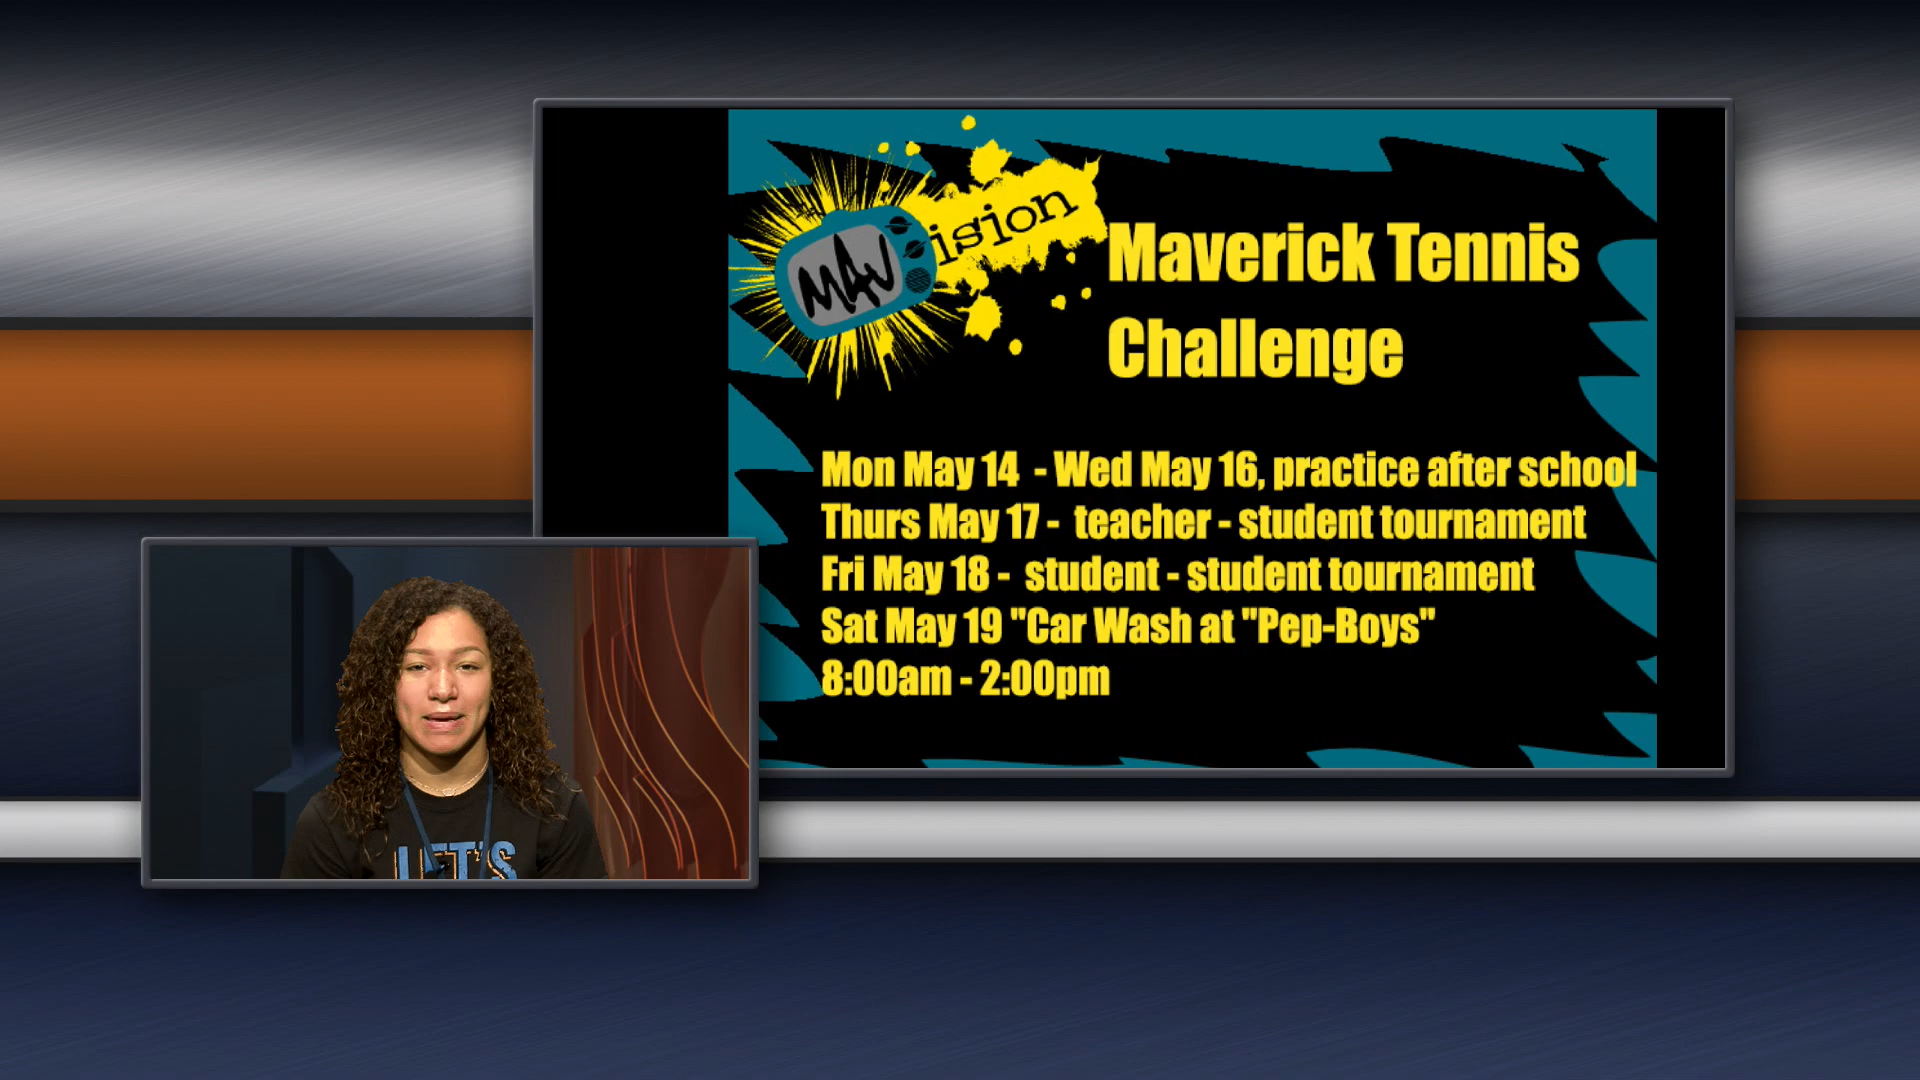 MAV
ision
Maverick Tennis
Challenge
Mon May 14 - Wed May 16, practice after school
Thurs May 17 - teacher - student tournament
Fri May 18 - student - student tournament
Sat May 19 "Car Wash at "Pep-Boys"
8:00am - 2:00pm
LET'S